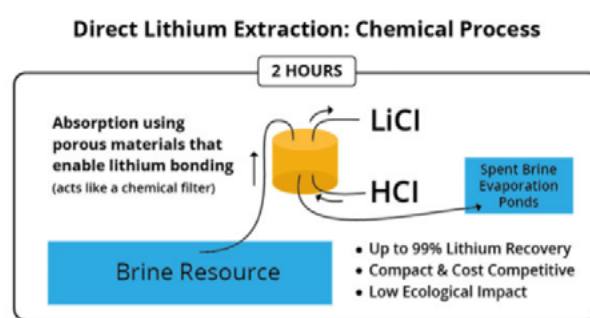 Direct Lithium Extraction: Chemical Process
2 HOURS
Absorption using
porous materials that
enable lithium bonding
(acts like a chemical filter)
LiCl
HCl
Spent Brine
Evaporation
Ponds
Brine Resource
• Up to 99% Lithium Recovery
• Compact & Cost Competitive
• Low Ecological Impact